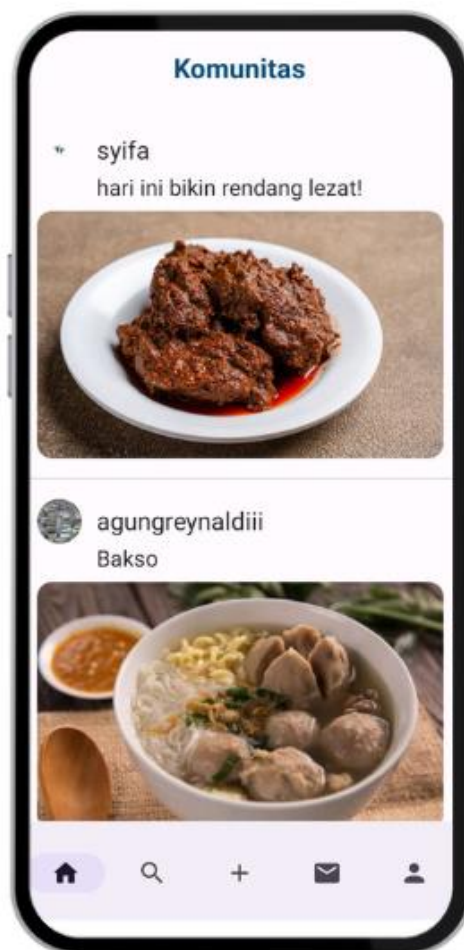 Komunitas
syifa
hari ini bikin rendang lezat!
agungreynaldiii
Bakso